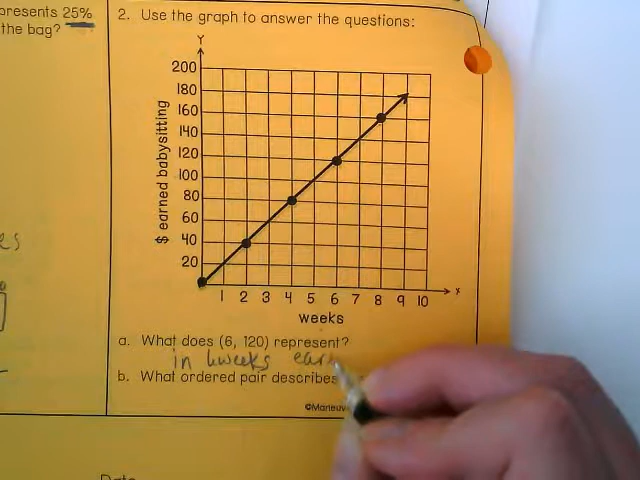 presents 25%
the bag?
2. Use the graph to answer the questions:
Y
200
180
160
140
120
100
80
60
40
20
$ earned babysitting
1 2 3 4 5 6 7 8 9 10 x
weeks
a. What does (6, 120) represent?
in 6 weeks earn
b. What ordered pair describes
©Maneuv